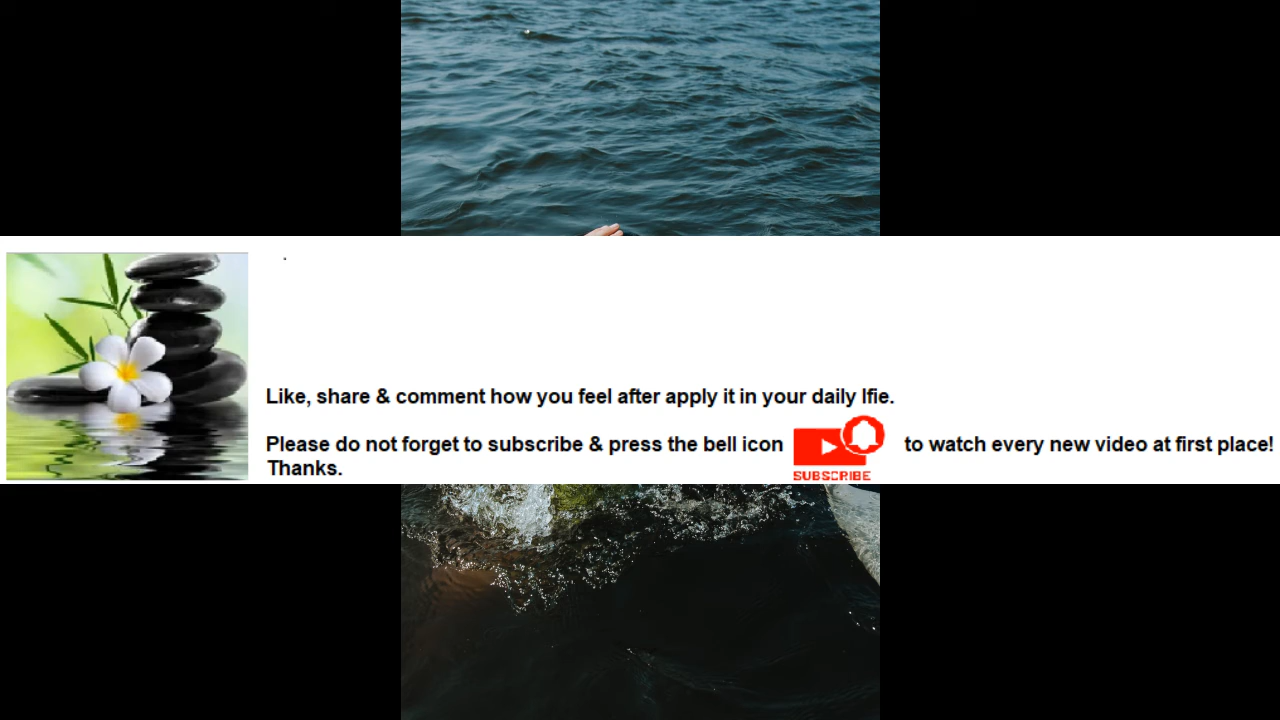 Like, share & comment how you feel after apply it in your daily lfie.
Please do not forget to subscribe & press the bell icon to watch every new video at first place!
SUBSCRIBE
Thanks.